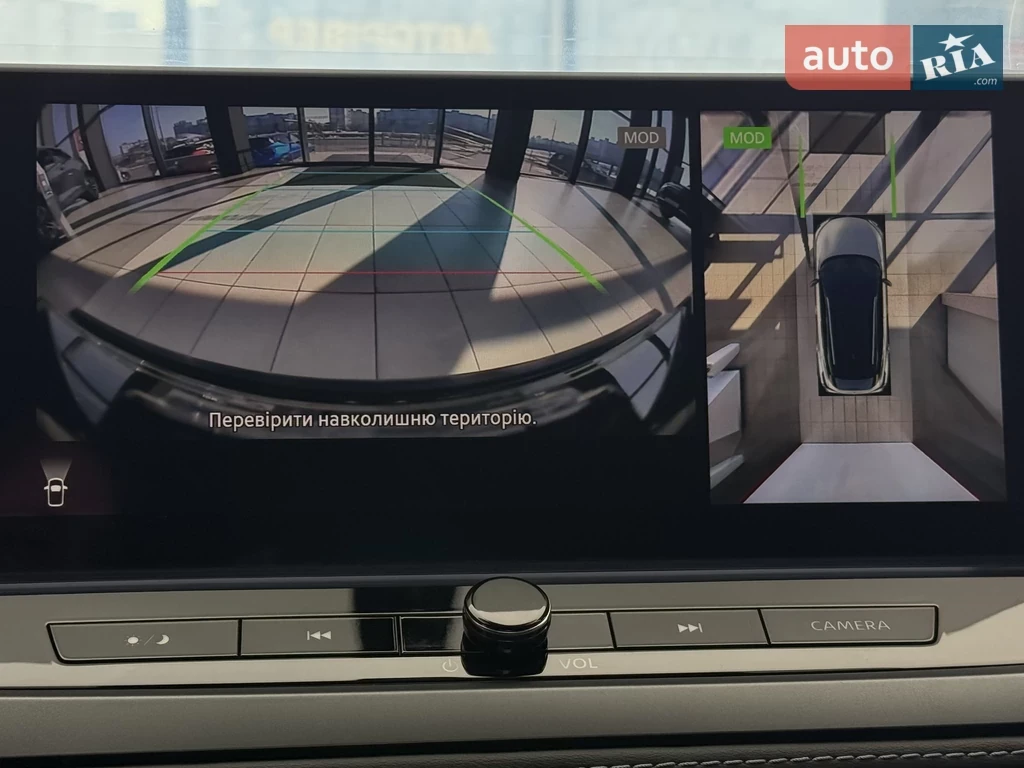 auto RIA
.com
MOD
MOD
Перевірити навколишню територію.
CAMERA
VOL